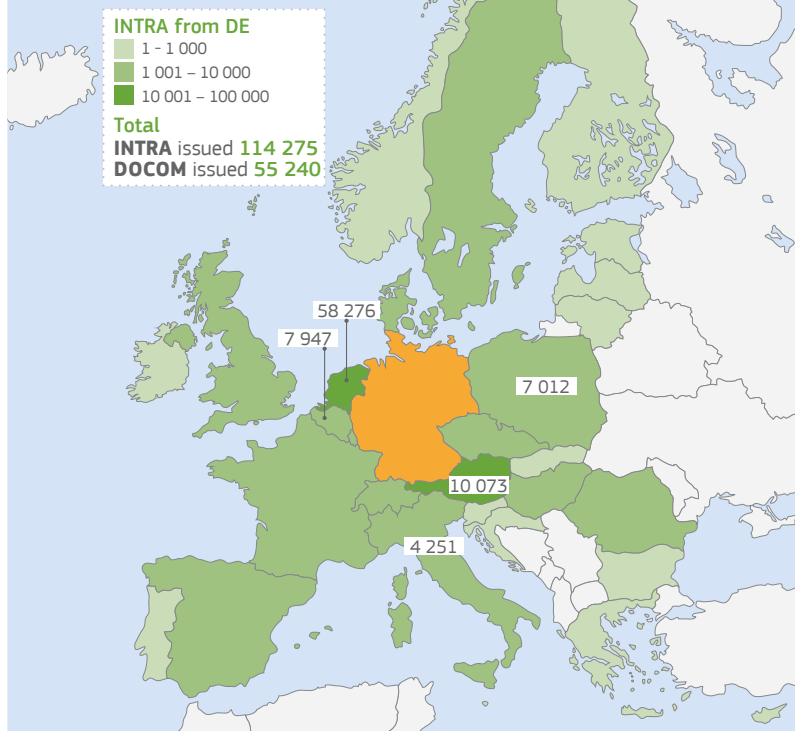 INTRA from DE
1 - 1 000
1 001 – 10 000
10 001 – 100 000
Total
INTRA issued 114 275
DOCOM issued 55 240
58 276
7 947
7 012
10 073
4 251